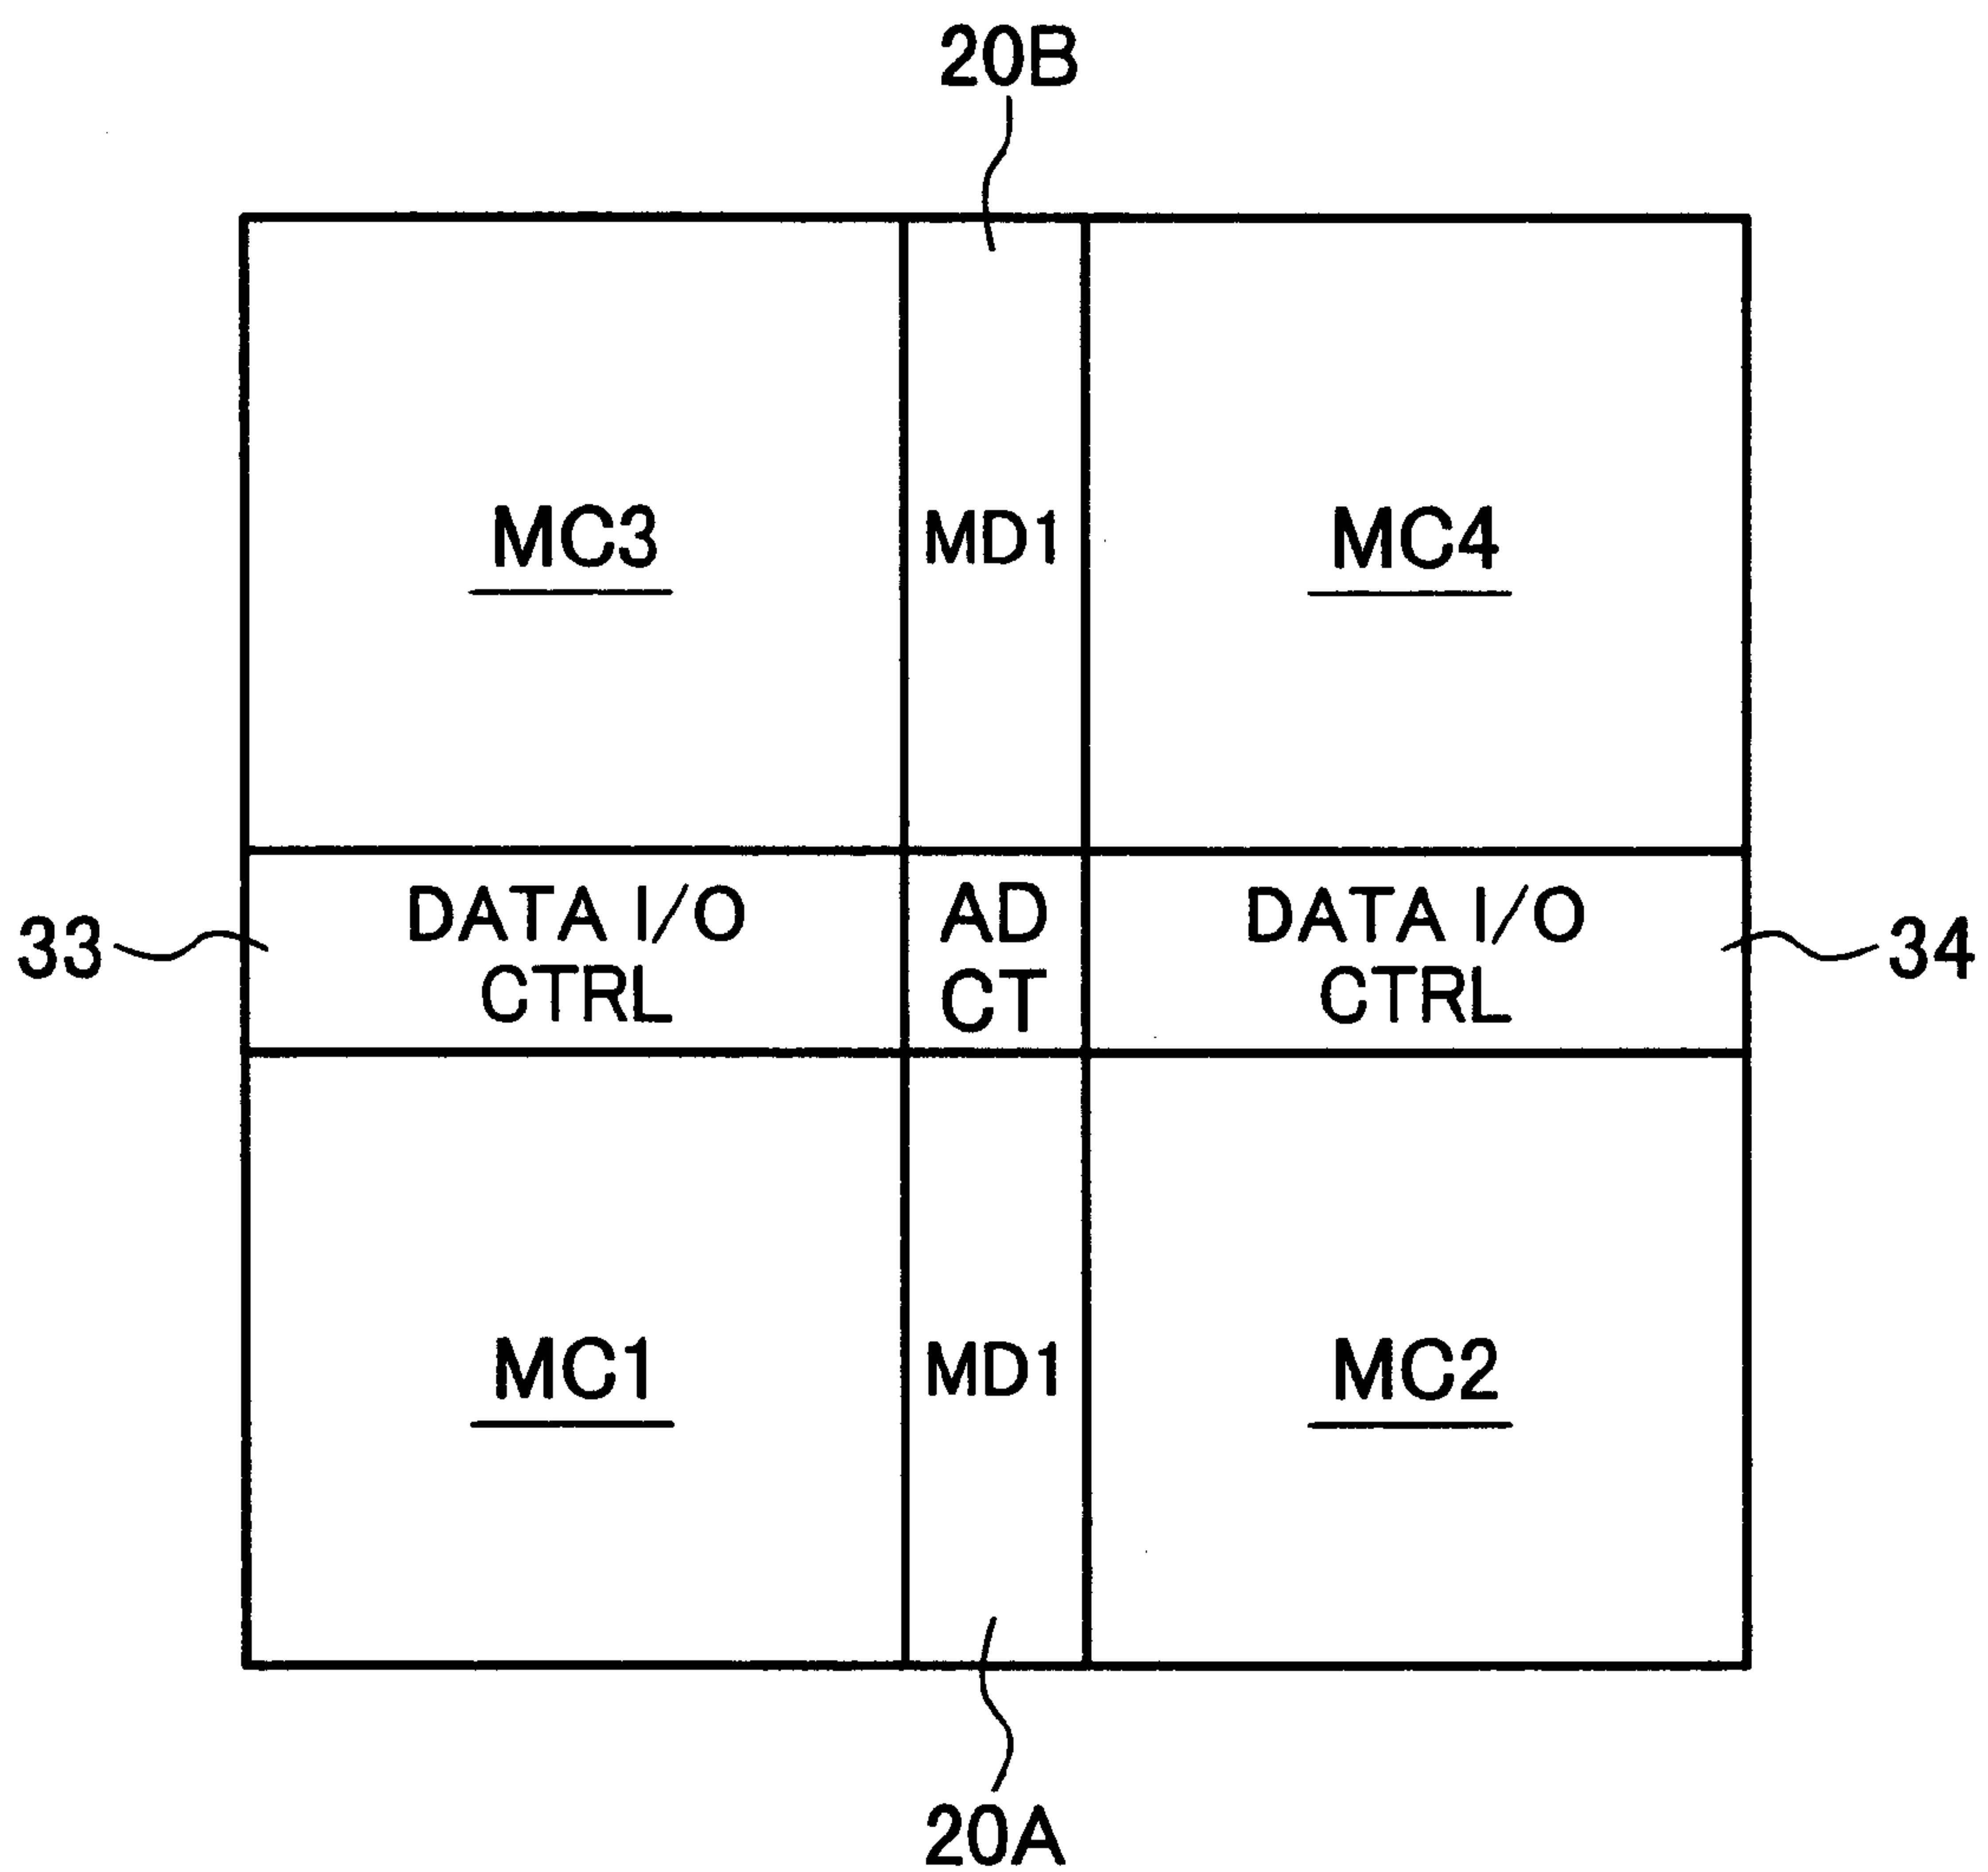 20B
MC3
MD1
MC4
33
DATA I/O
CTRL
AD
CT
DATA I/O
CTRL
34
MC1
MD1
MC2
20A